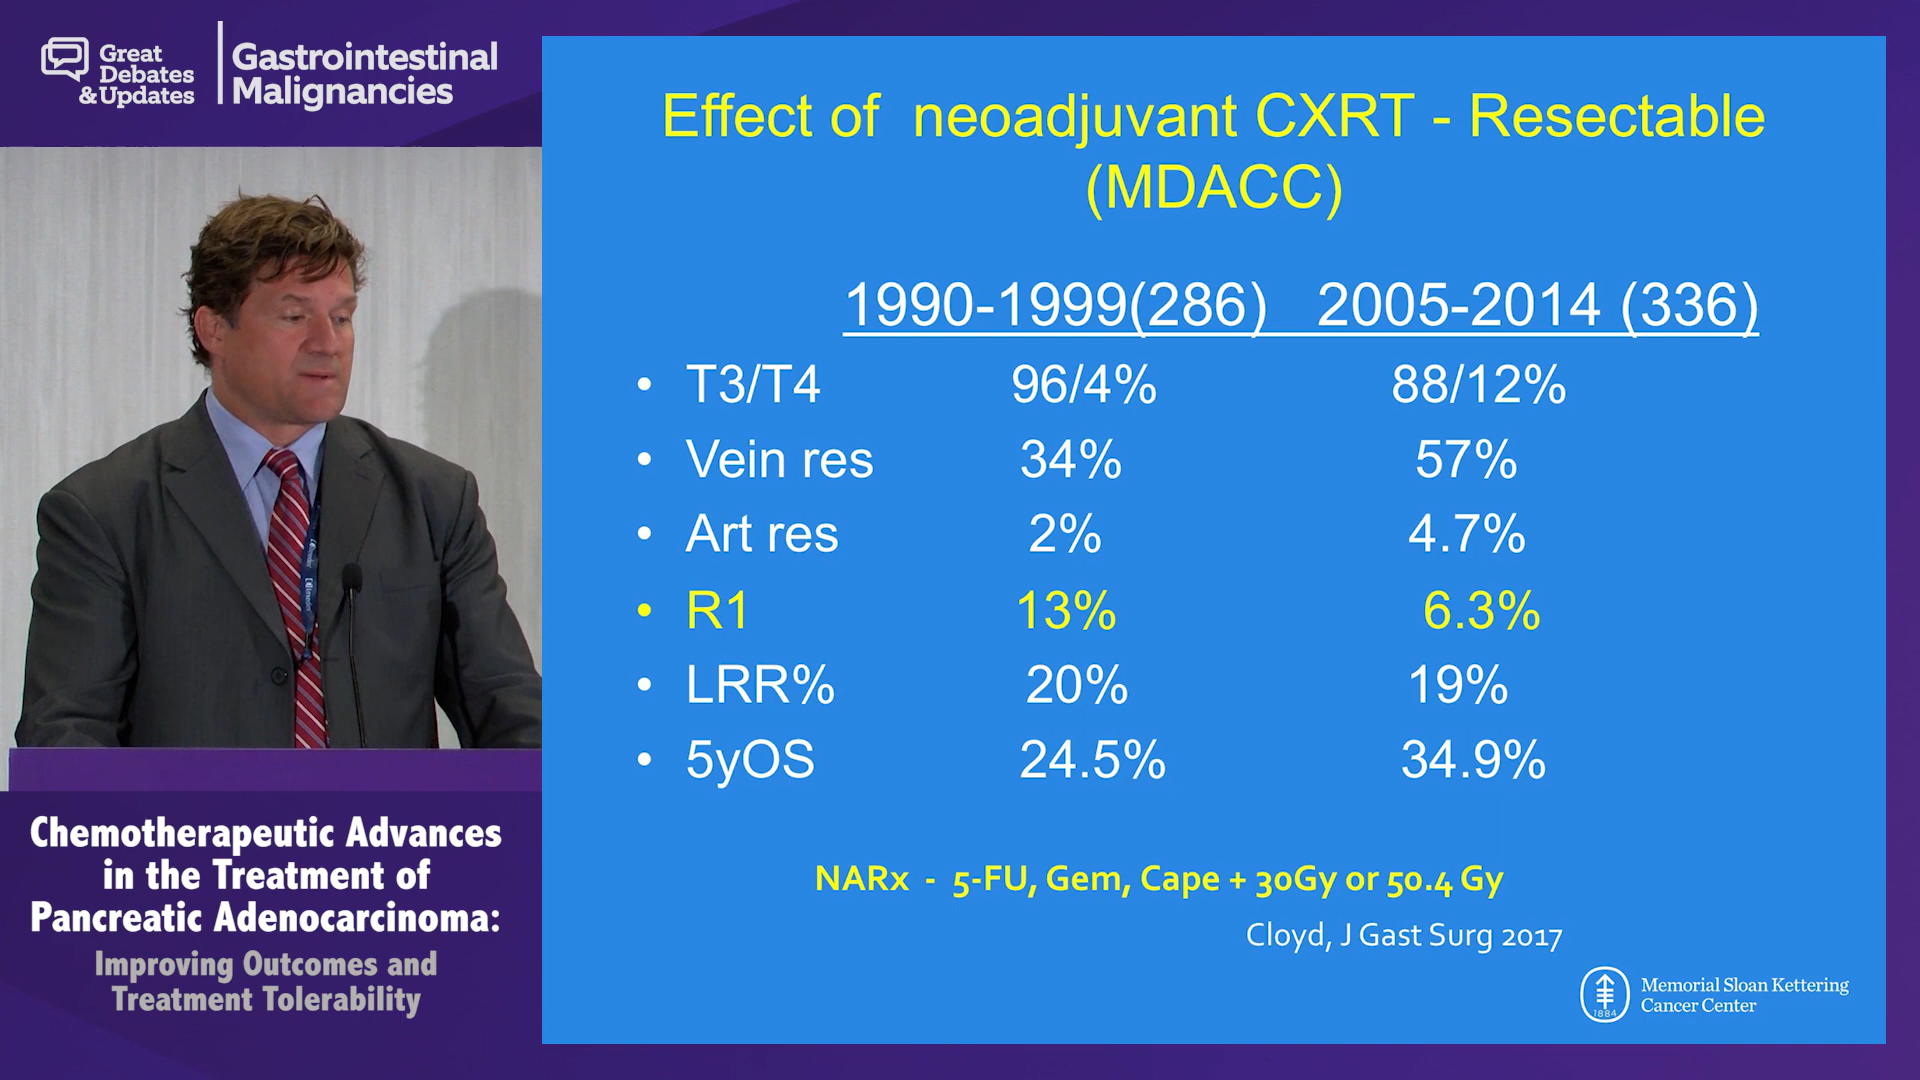 Great
Debates
& Updates
Gastrointestinal
Malignancies
Effect of neoadjuvant CXRT - Resectable
(MDACC)
1990-1999(286) 2005-2014 (336)
• T3/T4 96/4% 88/12%
• Vein res 34% 57%
• Art res 2% 4.7%
• R1 13% 6.3%
• LRR% 20% 19%
• 5yOS 24.5% 34.9%
NARx - 5-FU, Gem, Cape + 30Gy or 50.4 Gy
Cloyd, J Gast Surg 2017
1884
Memorial Sloan Kettering
Cancer Center
Chemotherapeutic Advances
in the Treatment of
Pancreatic Adenocarcinoma:
Improving Outcomes and
Treatment Tolerability